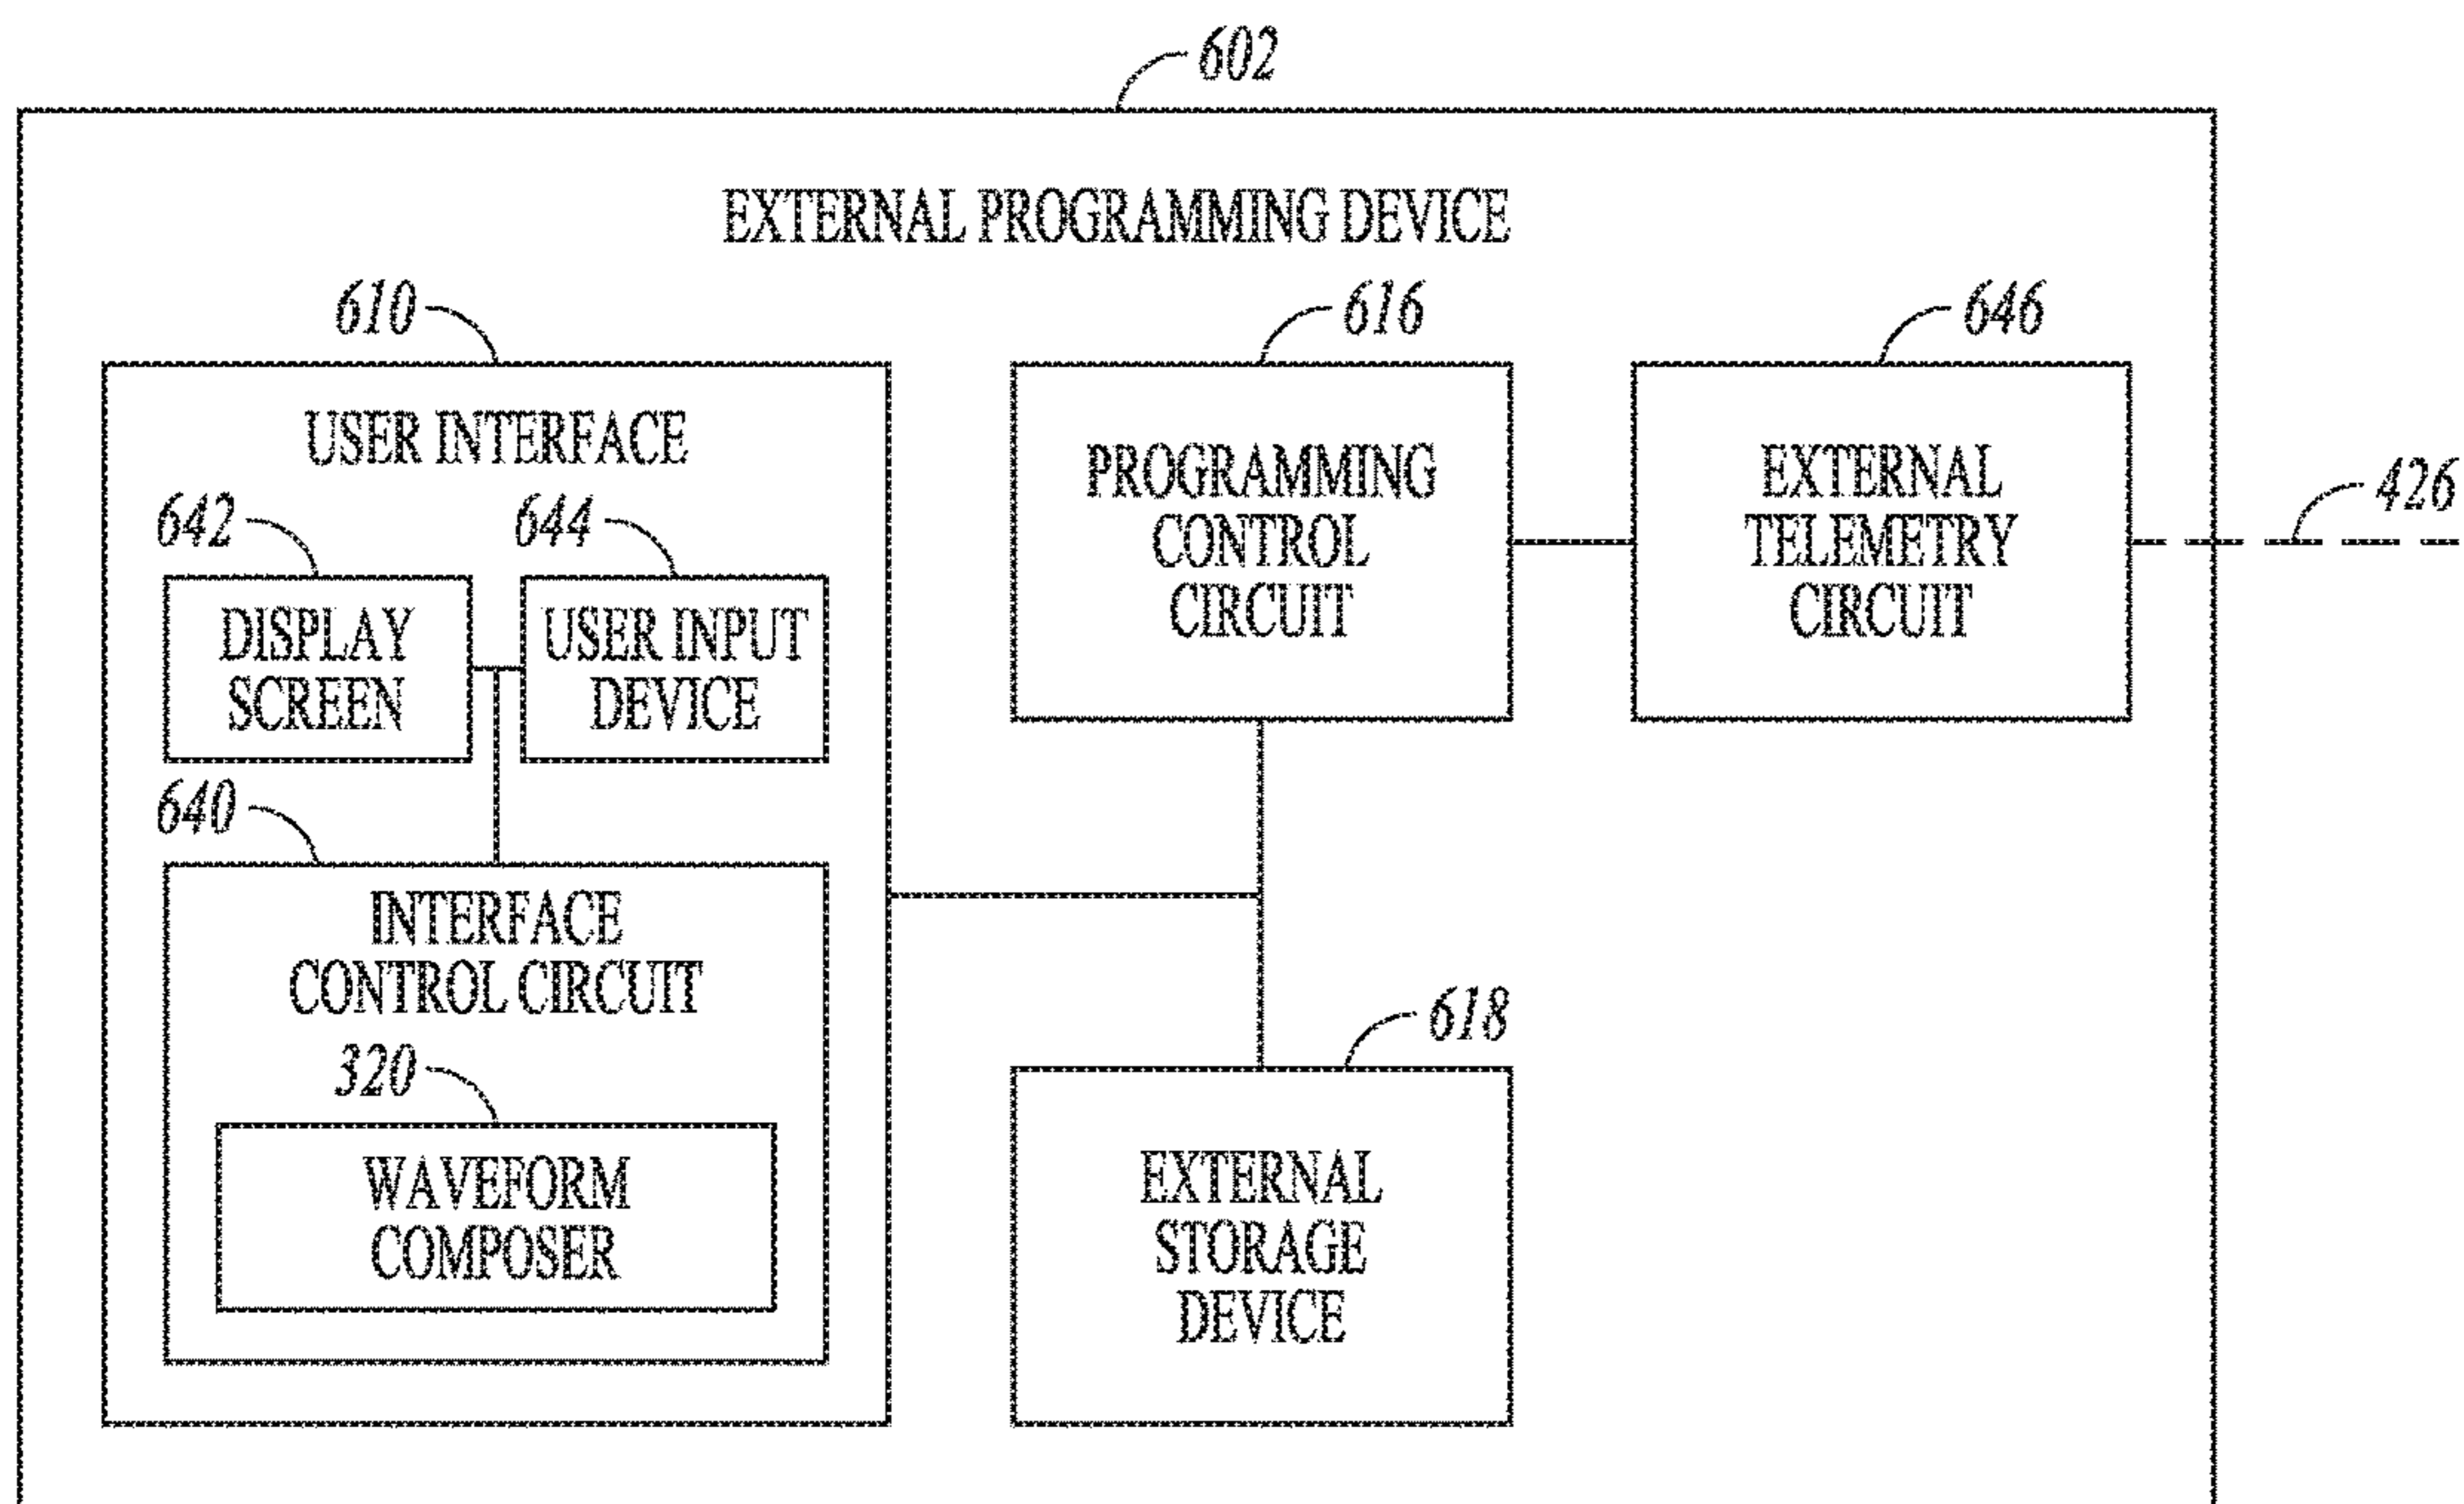 602
EXTERNAL PROGRAMMING DEVICE
610
616
646
USER INTERFACE
642
644
DISPLAY
SCREEN
USER INPUT
DEVICE
640
INTERFACE
CONTROL CIRCUIT
320
WAVEFORM
COMPOSER
PROGRAMMING
CONTROL
CIRCUIT
EXTERNAL
TELEMETRY
CIRCUIT
426
618
EXTERNAL
STORAGE
DEVICE